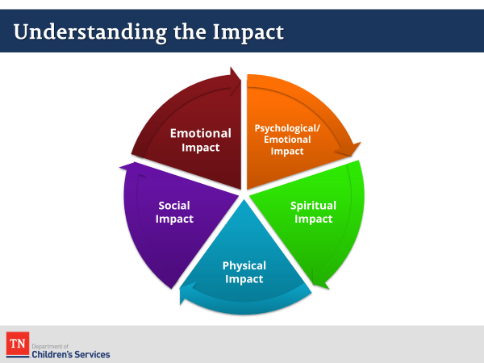 Understanding the Impact
Emotional
Impact
Psychological/
Emotional
Impact
Social
Impact
Spiritual
Impact
Physical
Impact
TN
Department of
Children's Services